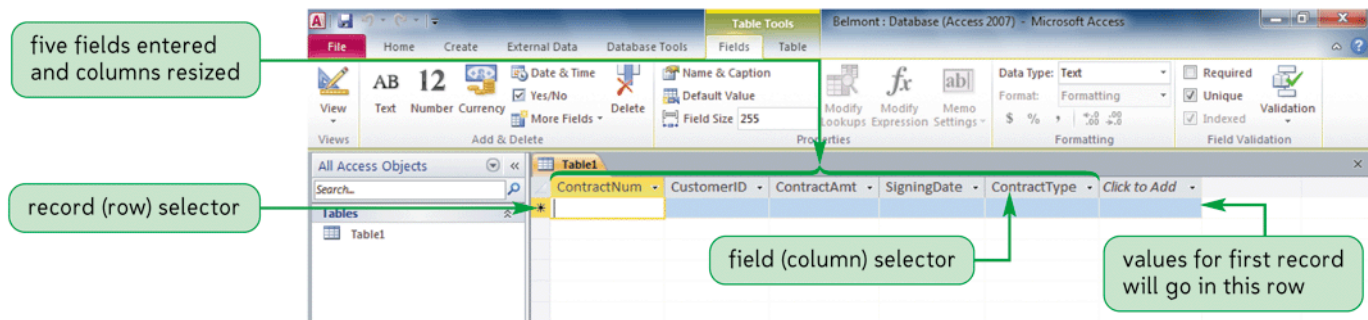 Table Tools
Belmont : Database (Access 2007) - Microsoft Access
File Home Create External Data Database Tools Fields Table
five fields entered
and columns resized
View
Views
AB
Text
12
Number
Currency
Date & Time
Yes/No
More Fields
Delete
Add & Delete
Name & Caption
Default Value
Field Size 255
Modify
Lookups
fx
Modify
Expression
ab|
Memo
Settings
Properties
Data Type: Text
Format: Formatting
$ % ,
Formatting
Required
Unique
Indexed
Validation
Field Validation
All Access Objects
Search...
Tables
Table1
Table1
ContractNum CustomerID ContractAmt SigningDate ContractType Click to Add
record (row) selector
field (column) selector
values for first record
will go in this row